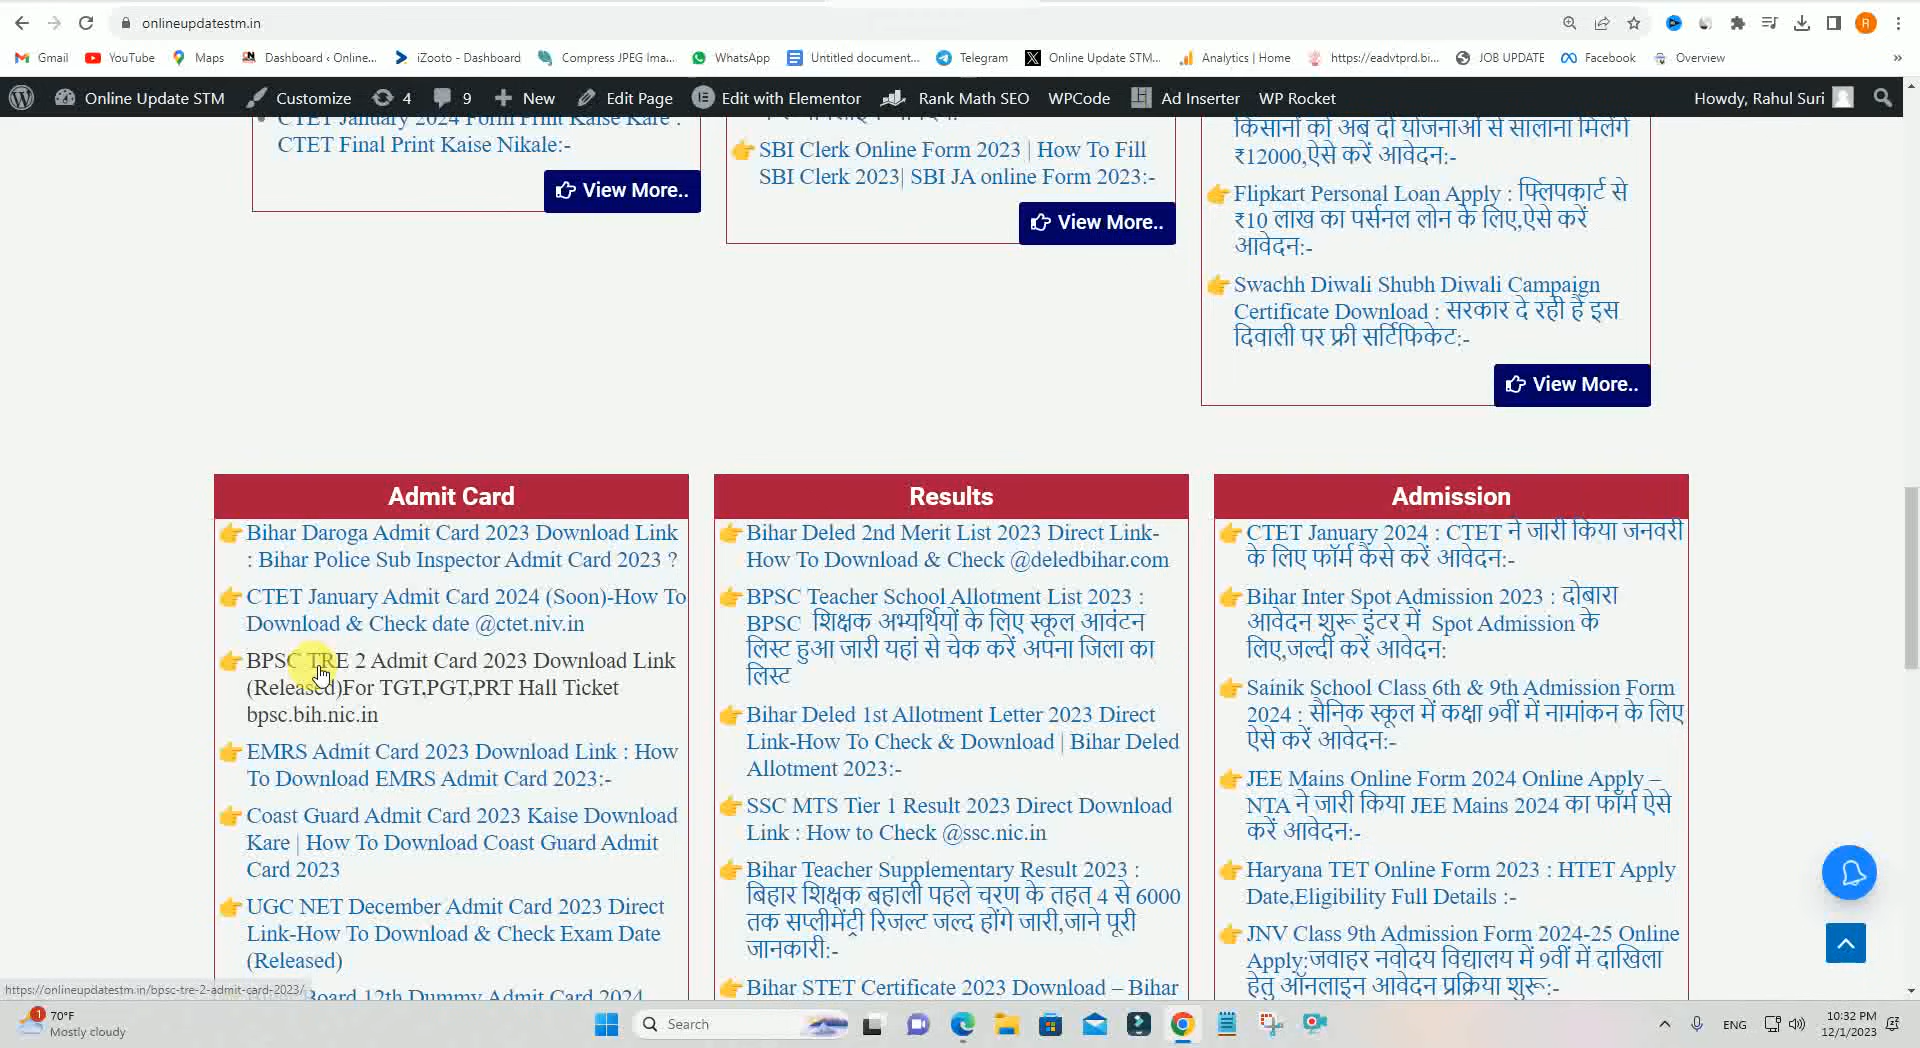 onlineupdatestm.in
Gmail
YouTube
Maps
Dashboard ‹ Online...
iZooto - Dashboard
Compress JPEG Ima...
WhatsApp
Untitled document...
Telegram
Online Update STM...
Analytics | Home
https://eadvtprd.bi...
JOB UPDATE
Facebook
Overview
»
Online Update STM
Customize
4
9
New
Edit Page
Edit with Elementor
Rank Math SEO
WPCode
Ad Inserter
WP Rocket
Howdy, Rahul Suri
CTET January 2024 Form Print Kaise Kare :
CTET Final Print Kaise Nikale:-
View More..
SBI Clerk Online Form 2023 | How To Fill
SBI Clerk 2023| SBI JA online Form 2023:-
View More..
किसानों को अब दो योजनाओं से सालाना मिलेंगे
₹12000,ऐसे करें आवेदन:-
Flipkart Personal Loan Apply : फ्लिपकार्ट से
₹10 लाख का पर्सनल लोन के लिए,ऐसे करें
आवेदन:-
Swachh Diwali Shubh Diwali Campaign
Certificate Download : सरकार दे रही है इस
दिवाली पर फ्री सर्टिफिकेट:-
View More..
Admit Card
Bihar Daroga Admit Card 2023 Download Link
: Bihar Police Sub Inspector Admit Card 2023 ?
CTET January Admit Card 2024 (Soon)-How To
Download & Check date @ctet.niv.in
BPSC TRE 2 Admit Card 2023 Download Link
(Released)For TGT,PGT,PRT Hall Ticket
bpsc.bih.nic.in
EMRS Admit Card 2023 Download Link : How
To Download EMRS Admit Card 2023:-
Coast Guard Admit Card 2023 Kaise Download
Kare | How To Download Coast Guard Admit
Card 2023
UGC NET December Admit Card 2023 Direct
Link-How To Download & Check Exam Date
(Released)
Board 12th Dummy Admit Card 2024
Results
Bihar Deled 2nd Merit List 2023 Direct Link-
How To Download & Check @deledbihar.com
BPSC Teacher School Allotment List 2023 :
BPSC शिक्षक अभ्यर्थियों के लिए स्कूल आवंटन
लिस्ट हुआ जारी यहां से चेक करें अपना जिला का
लिस्ट
Bihar Deled 1st Allotment Letter 2023 Direct
Link-How To Check & Download | Bihar Deled
Allotment 2023:-
SSC MTS Tier 1 Result 2023 Direct Download
Link : How to Check @ssc.nic.in
Bihar Teacher Supplementary Result 2023 :
बिहार शिक्षक बहाली पहले चरण के तहत 4 से 6000
तक सप्लीमेंट्री रिजल्ट जल्द होंगे जारी,जाने पूरी
जानकारी:-
Bihar STET Certificate 2023 Download – Bihar
Admission
CTET January 2024 : CTET ने जारी किया जनवरी
के लिए फॉर्म कैसे करें आवेदन:-
Bihar Inter Spot Admission 2023 : दोबारा
आवेदन शुरू इंटर में Spot Admission के
लिए,जल्दी करें आवेदन:
Sainik School Class 6th & 9th Admission Form
2024 : सैनिक स्कूल में कक्षा 9वीं में नामांकन के लिए
ऐसे करें आवेदन:-
JEE Mains Online Form 2024 Online Apply –
NTA ने जारी किया JEE Mains 2024 का फॉर्म ऐसे
करें आवेदन:-
Haryana TET Online Form 2023 : HTET Apply
Date,Eligibility Full Details :-
JNV Class 9th Admission Form 2024-25 Online
Apply:जवाहर नवोदय विद्यालय में 9वीं में दाखिला
हेतु ऑनलाइन आवेदन प्रक्रिया शुरू:-
https://onlineupdatestm.in/bpsc-tre-2-admit-card-2023/
1
70°F
Mostly cloudy
Search
ENG
10:32 PM
12/1/2023